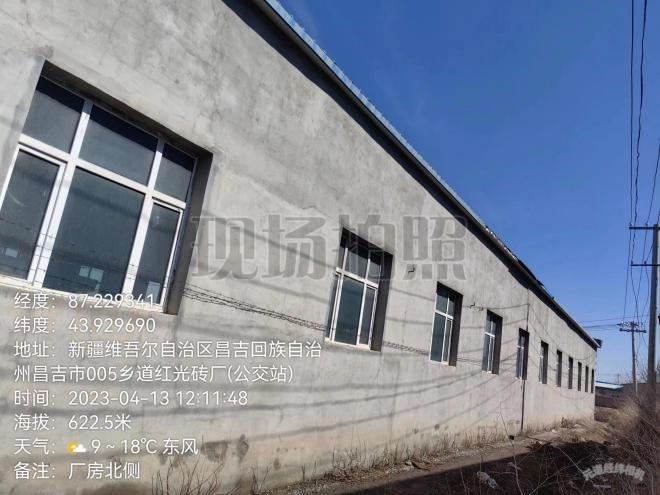 现场拍照
经度：87.229341
纬度：43.929690
地址：新疆维吾尔自治区昌吉回族自治
州昌吉市005乡道红光砖厂(公交站)
时间：2023-04-13 12:11:48
海拔：622.5米
天气：9～18℃ 东风
备注：厂房北侧